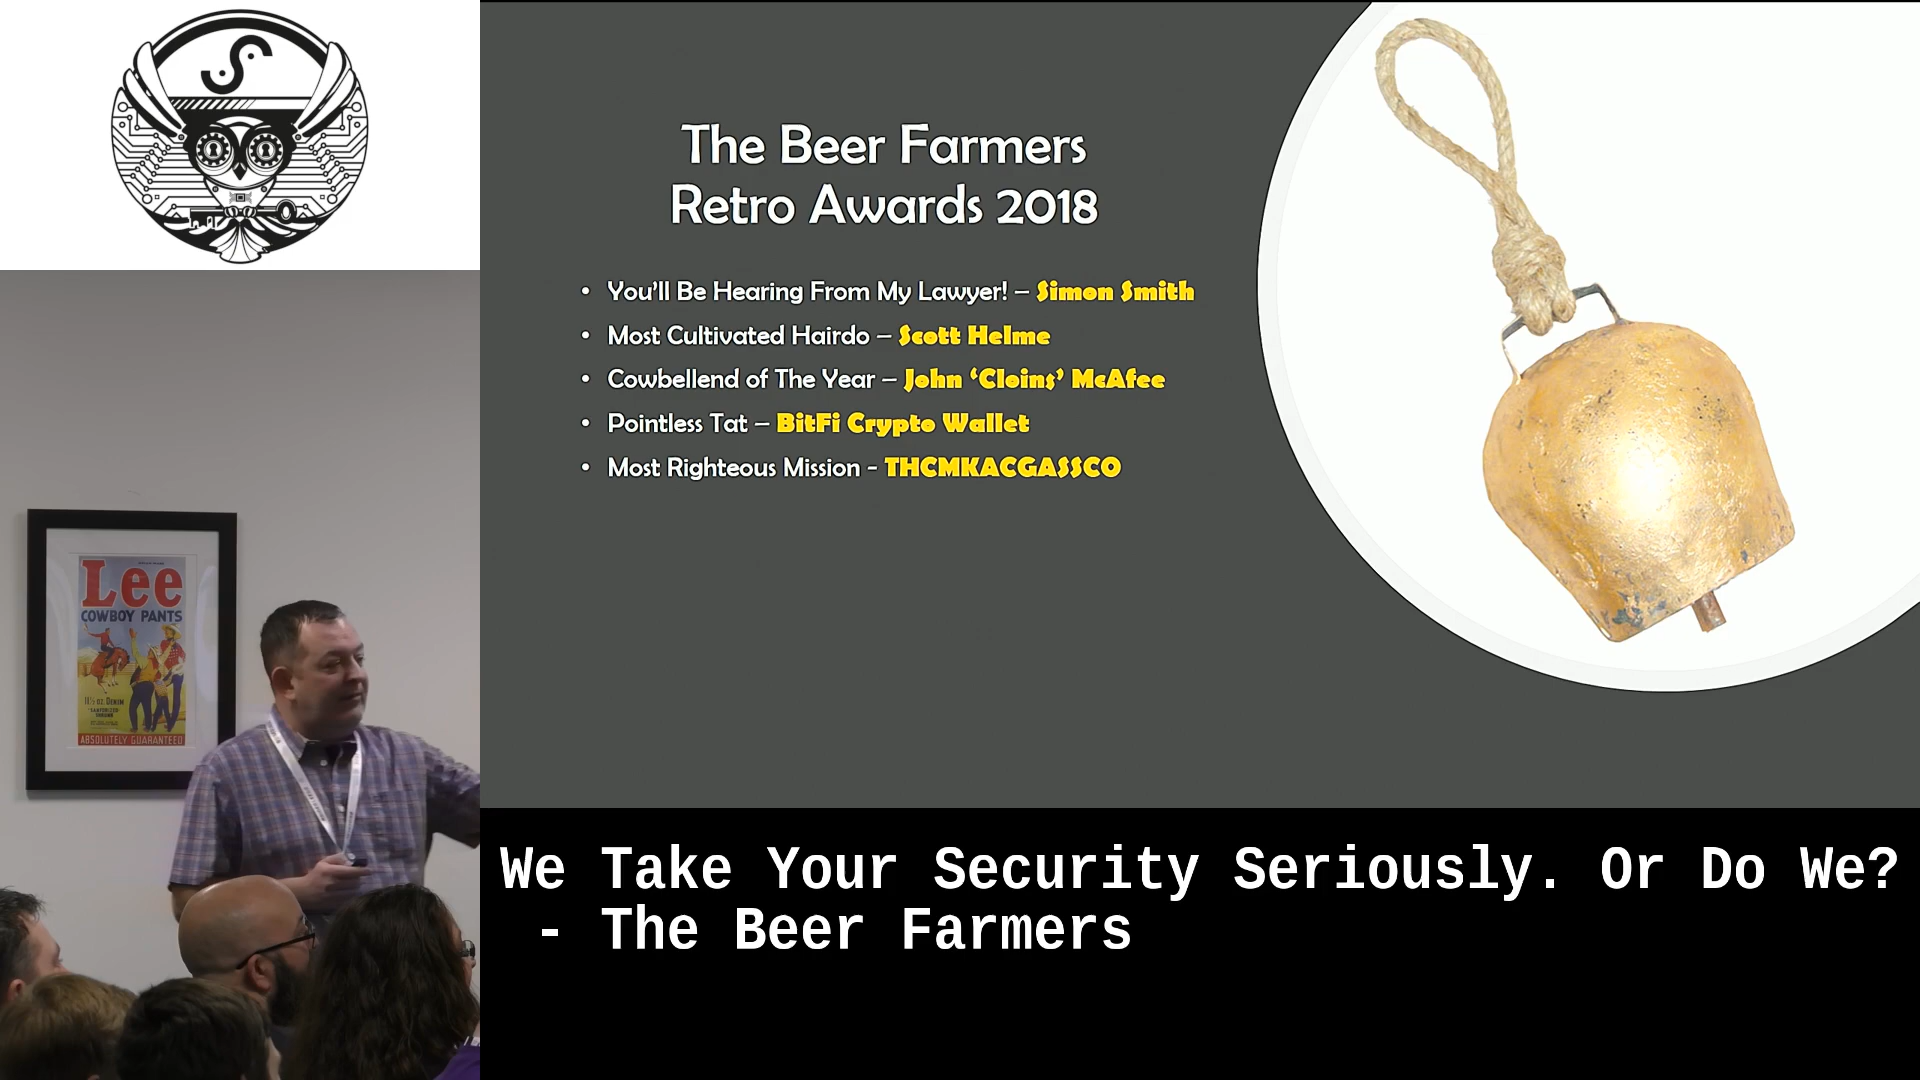 The Beer Farmers
Retro Awards 2018
• You'll Be Hearing From My Lawyer! – Simon Smith
• Most Cultivated Hairdo – Scott Helme
• Cowbellend of The Year – John ‘Cloins’ McAfee
• Pointless Tat – BitFi Crypto Wallet
• Most Righteous Mission - THCMKACGASSCO
Lee
COWBOY PANTS
ABSOLUTELY GUARANTEED
We Take Your Security Seriously. Or Do We?
- The Beer Farmers